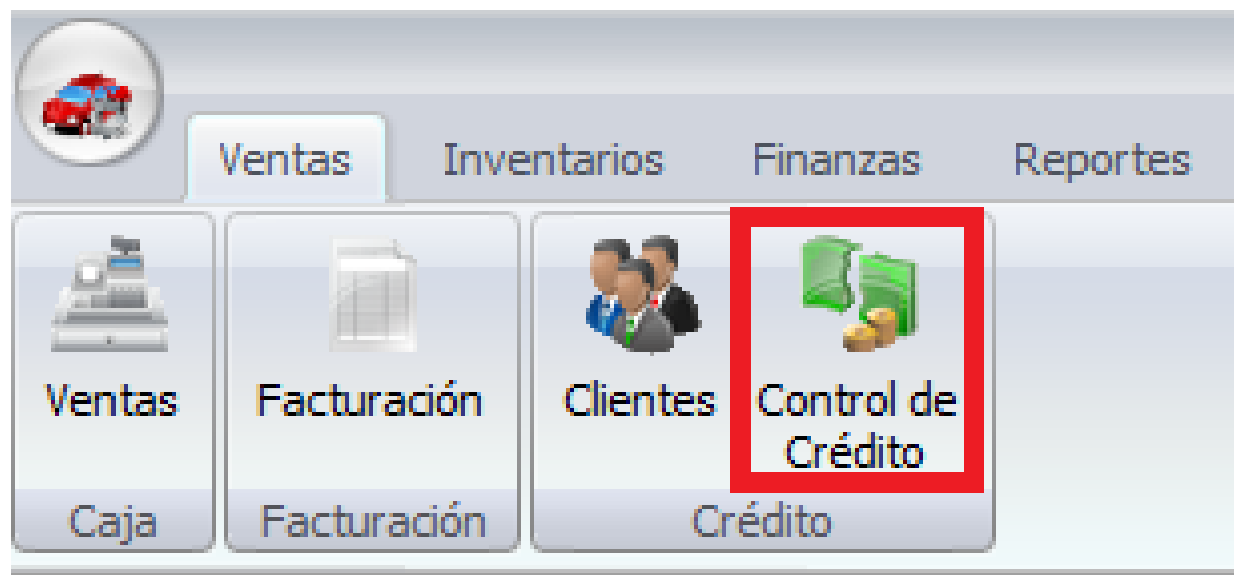 Ventas Inventarios Finanzas Reportes
Ventas Facturación Clientes Control de
Crédito
Caja Facturación Crédito